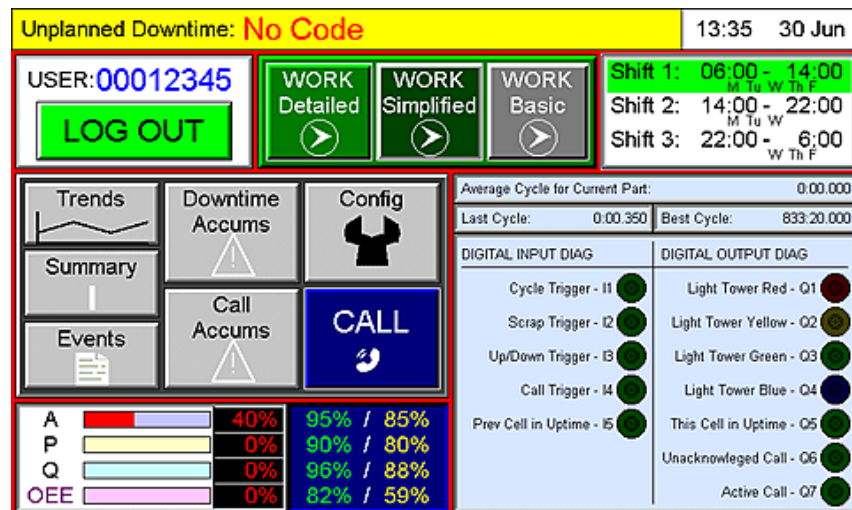 Unplanned Downtime: No Code
13:35 30 Jun
USER:00012345
LOG OUT
WORK
Detailed
WORK
Simplified
WORK
Basic
Shift 1: 06:00 - 14:00
M Tu W Th F
Shift 2: 14:00 - 22:00
M Tu W
Shift 3: 22:00 - 6:00
W Th F
Trends
Summary
Events
Downtime
Accums
Call
Accums
Config
CALL
Average Cycle for Current Part: 0:00.000
Last Cycle: 0:00.350
Best Cycle: 833:20.000
DIGITAL INPUT DIAG
Cycle Trigger - I1
Scrap Trigger - I2
Up/Down Trigger - I3
Call Trigger - I4
Prev Cell in Uptime - I5
DIGITAL OUTPUT DIAG
Light Tower Red - Q1
Light Tower Yellow - Q2
Light Tower Green - Q3
Light Tower Blue - Q4
This Cell in Uptime - Q5
Unacknowleged Call - Q6
Active Call - Q7
A 40% 95% / 85%
P 0% 90% / 80%
Q 0% 96% / 88%
OEE 0% 82% / 59%